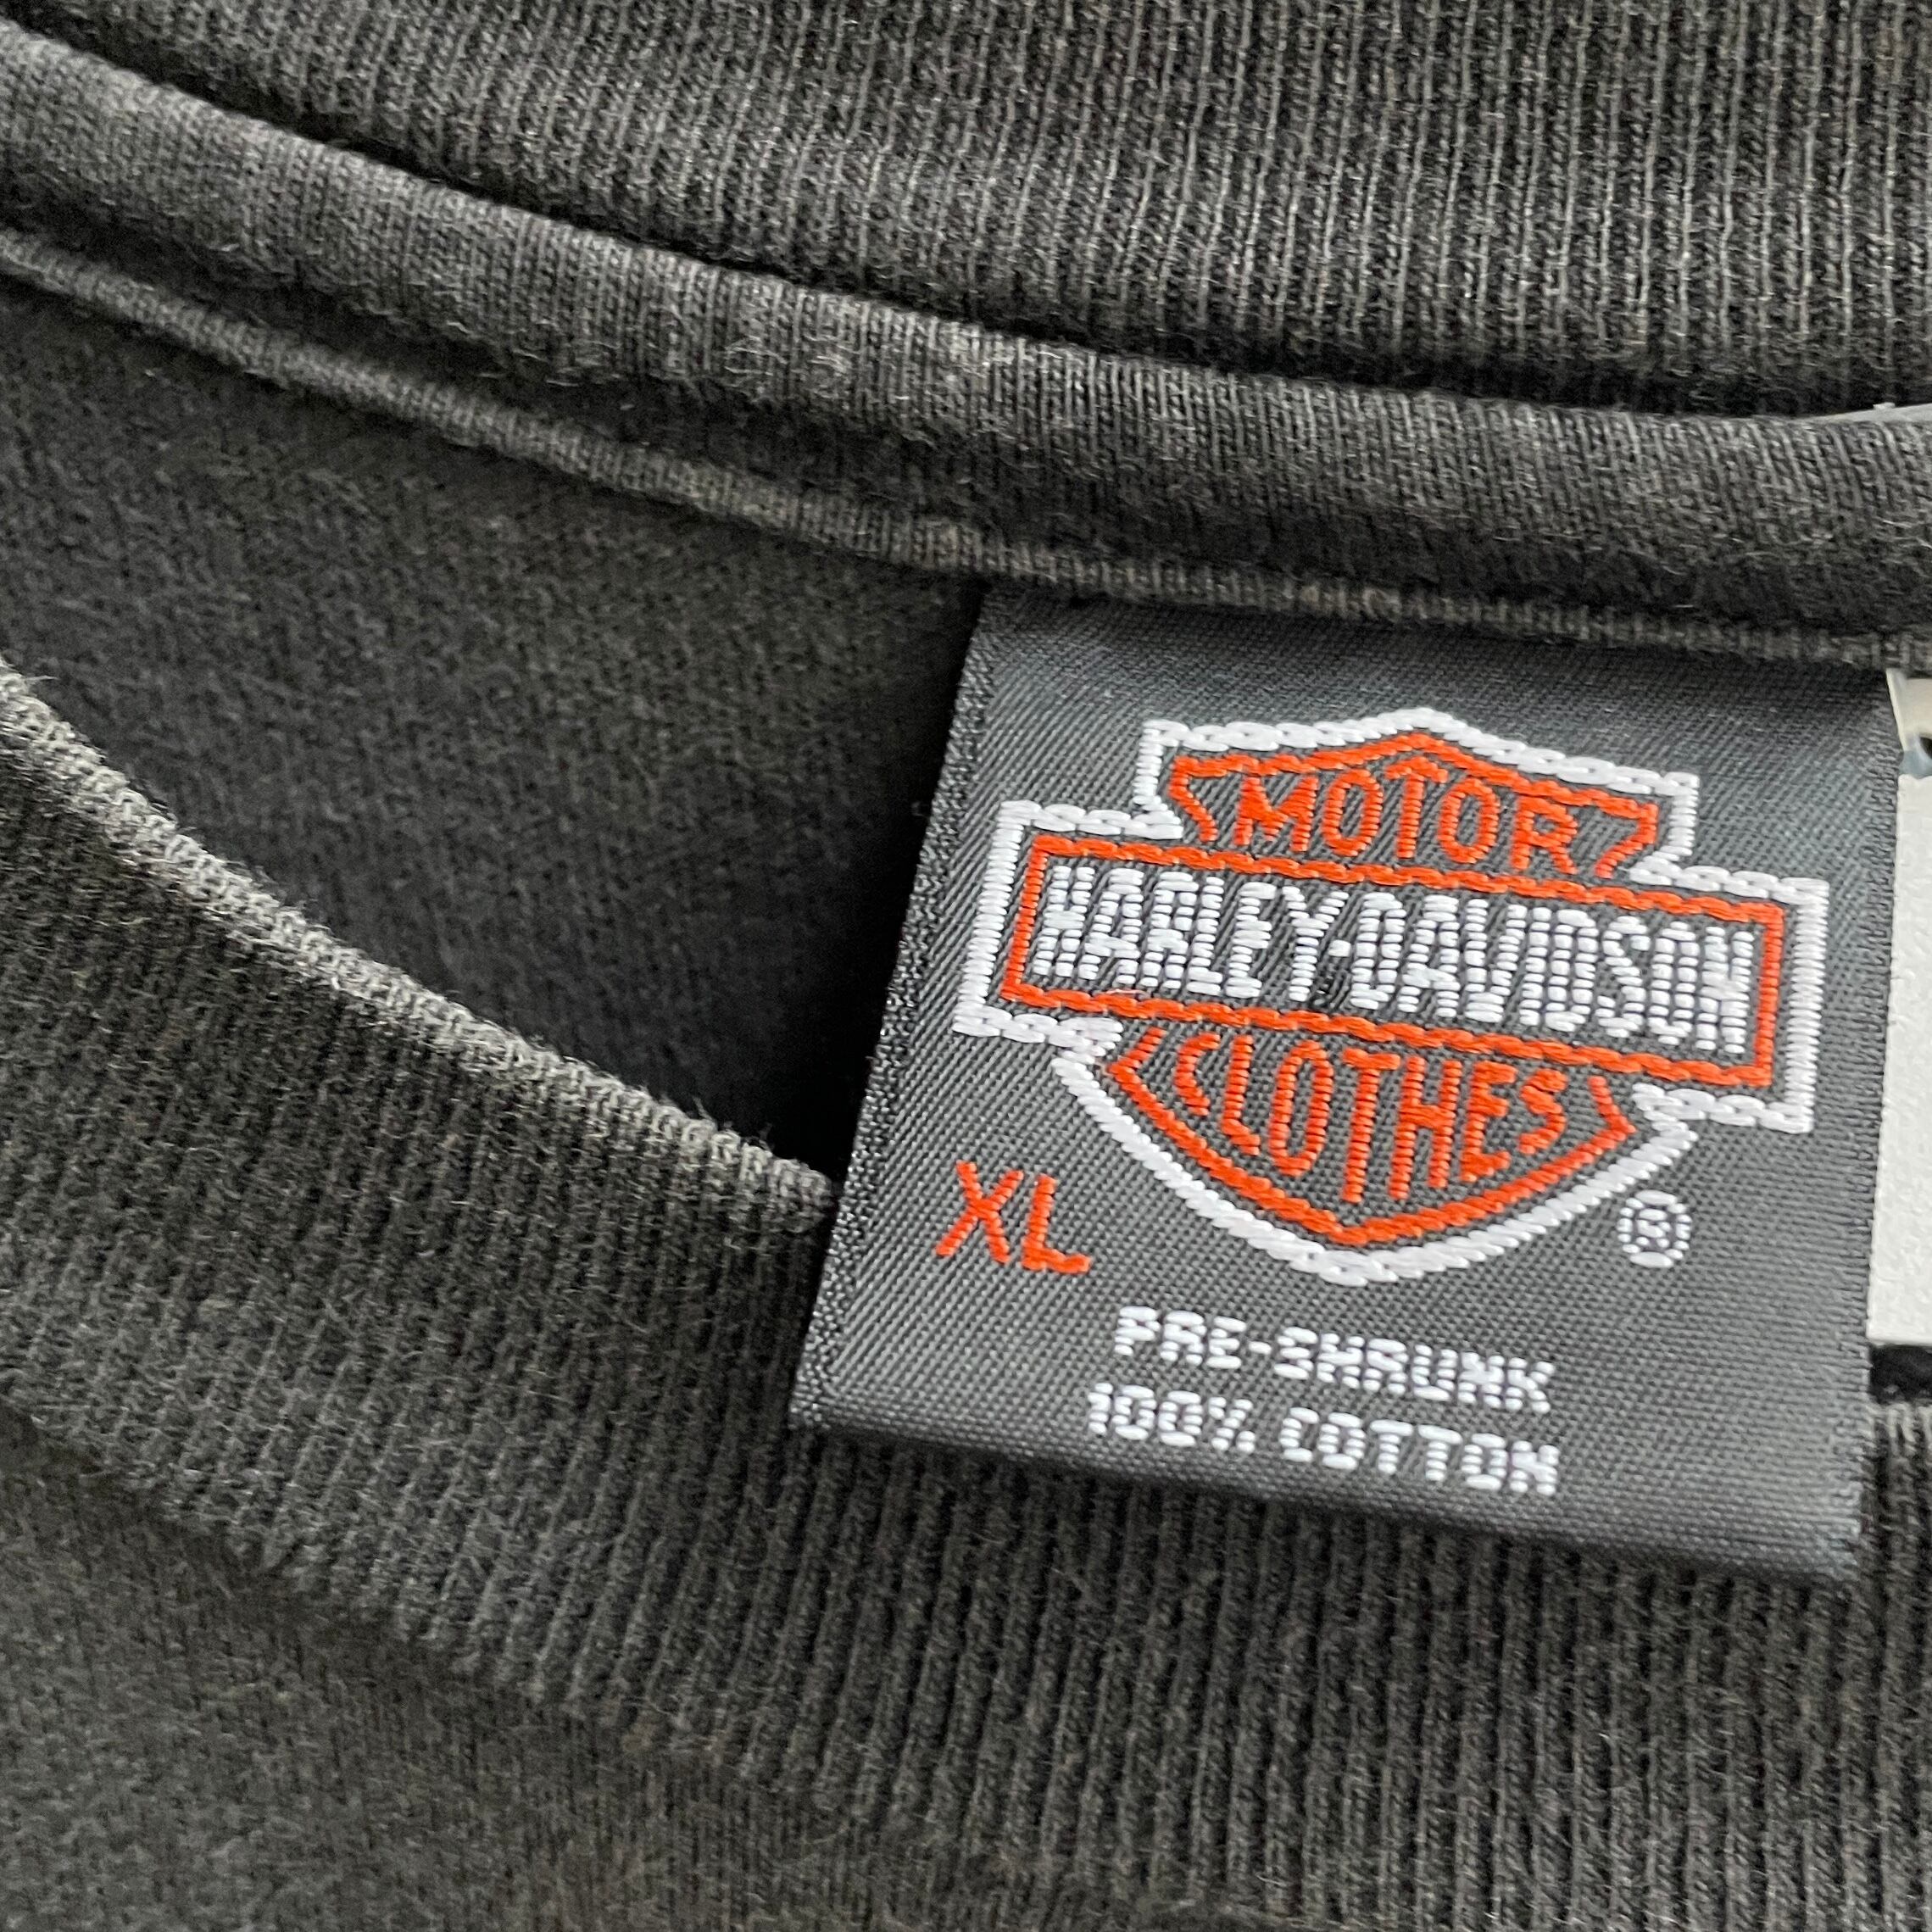 MOTOR
HARLEY-DAVIDSON
CLOTHES
®
XL
PRE-SHRUNK
100% COTTON